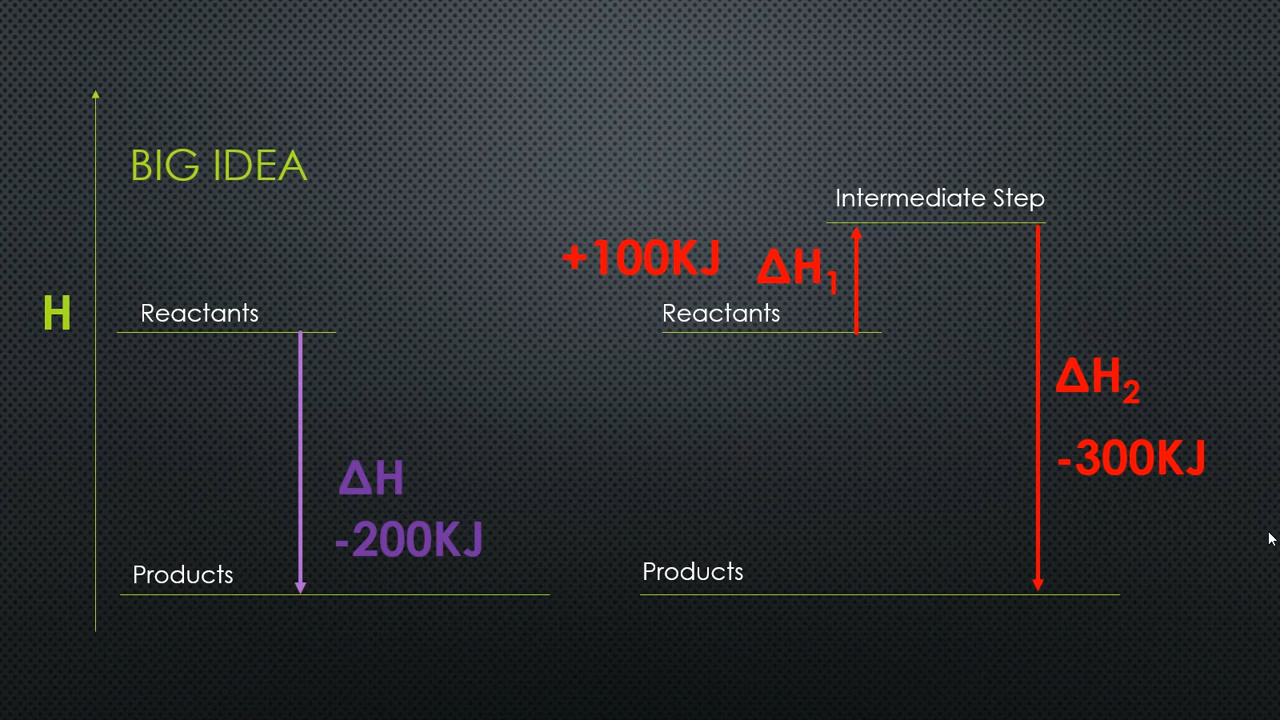 BIG IDEA
H
Reactants
ΔH
-200KJ
Products
Intermediate Step
+100KJ
ΔH₁
Reactants
ΔH₂
-300KJ
Products